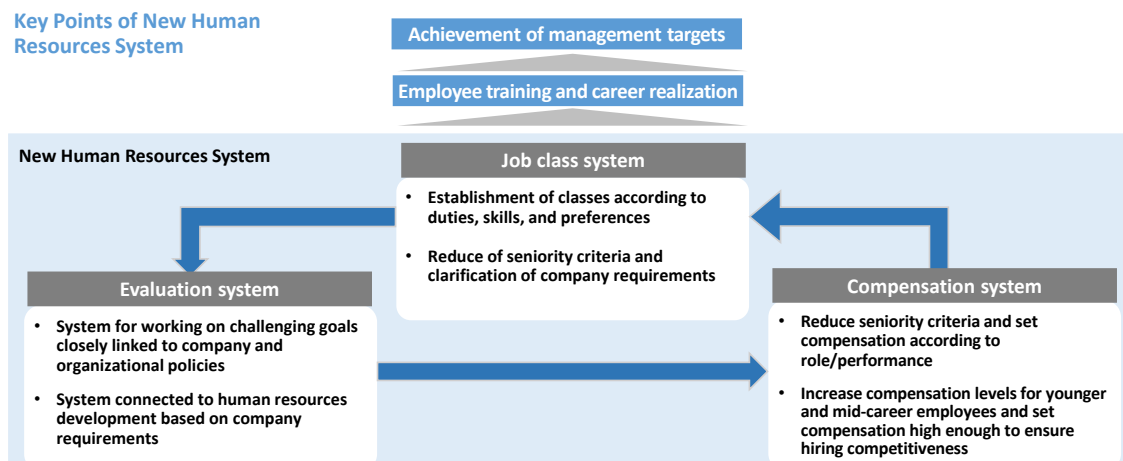 Key Points of New Human
Resources System
Achievement of management targets
Employee training and career realization
New Human Resources System
Job class system
• Establishment of classes according to
duties, skills, and preferences
• Reduce of seniority criteria and
clarification of company requirements
Evaluation system
• System for working on challenging goals
closely linked to company and
organizational policies
• System connected to human resources
development based on company
requirements
Compensation system
• Reduce seniority criteria and set
compensation according to
role/performance
• Increase compensation levels for younger
and mid-career employees and set
compensation high enough to ensure
hiring competitiveness